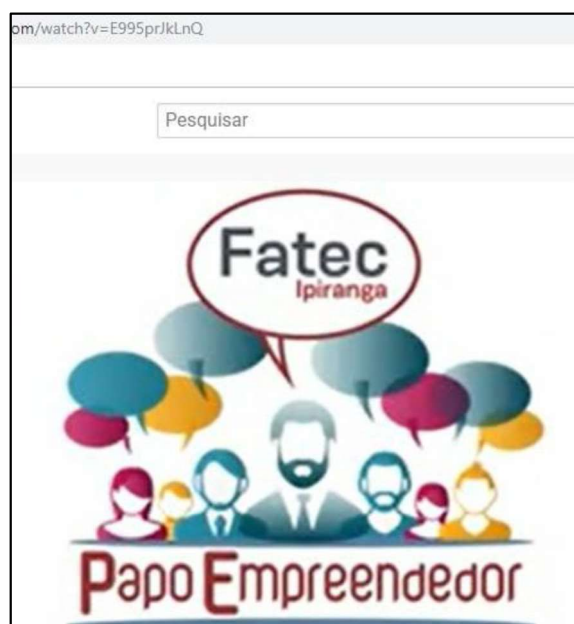 om/watch?v=E995prJkLnQ
Pesquisar
Fatec
Ipiranga
Papo Empreendedor